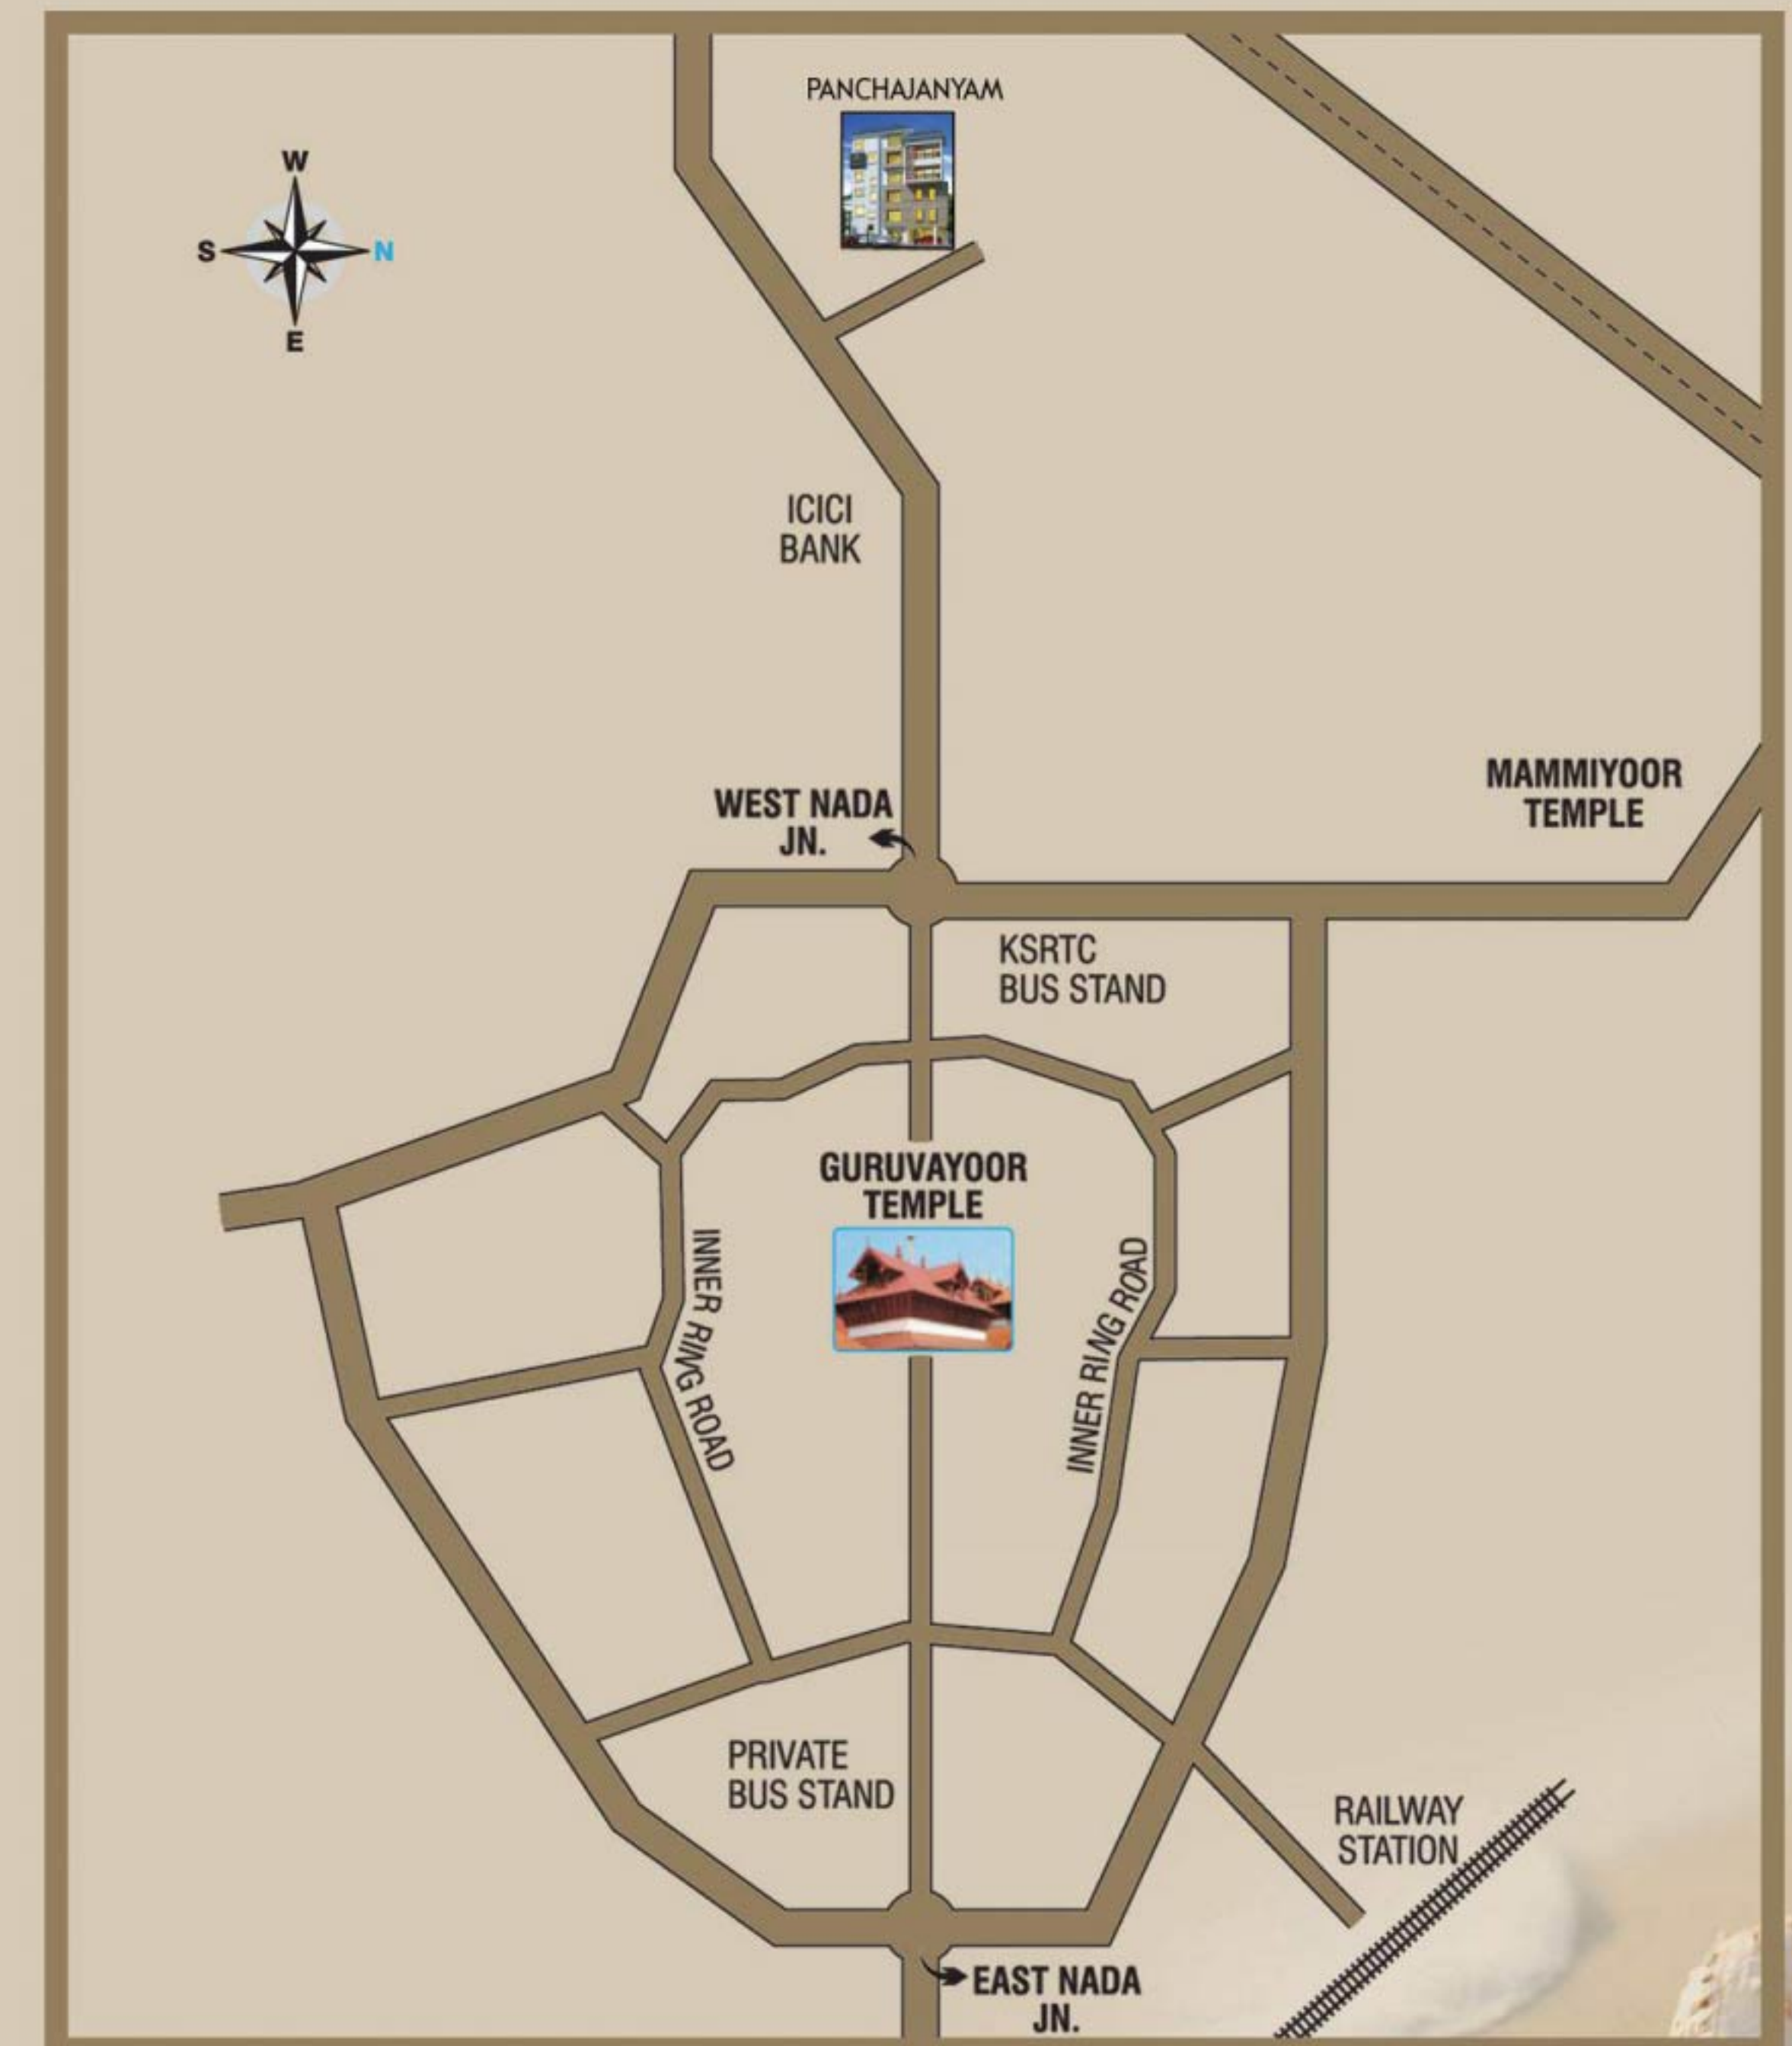 PANCHAJANYAM
W
S
N
E
ICICI
BANK
MAMMIYOOR
TEMPLE
WEST NADA
JN.
KSRTC
BUS STAND
GURUVAYOOR
TEMPLE
INNER RING ROAD
INNER RING ROAD
PRIVATE
BUS STAND
RAILWAY
STATION
EAST NADA
JN.